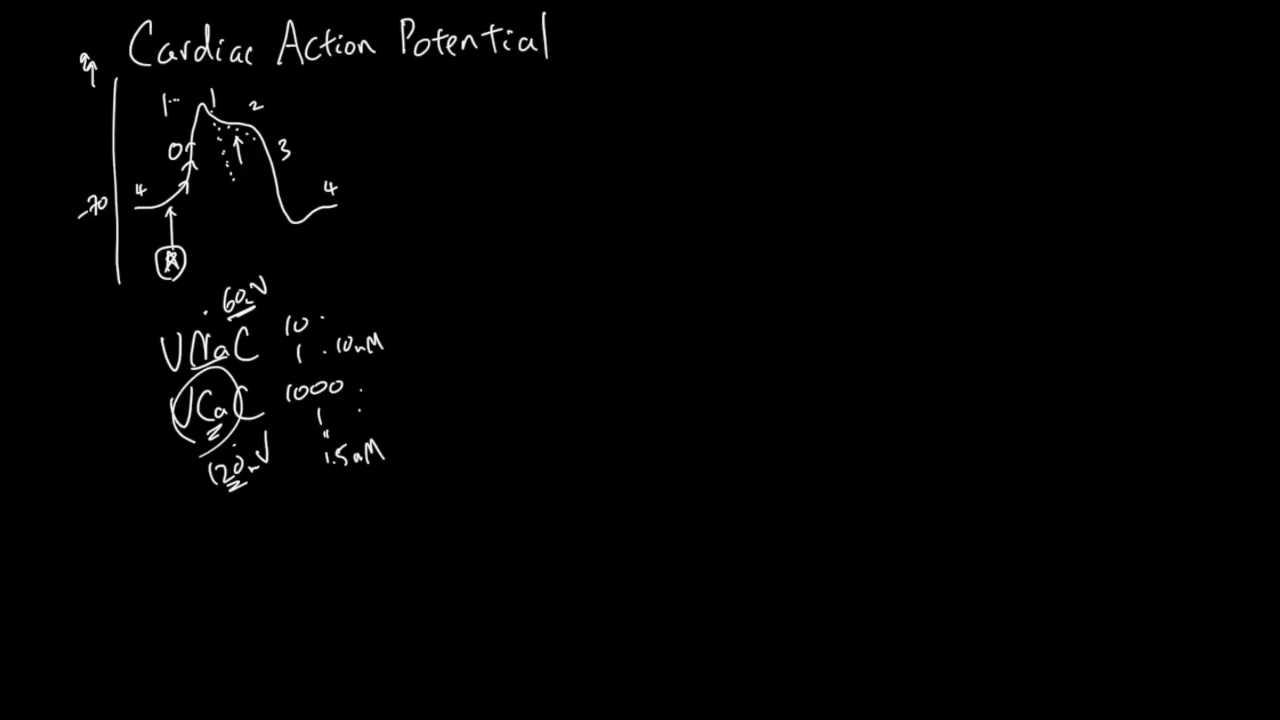 Cardiac Action Potential
1 2
0 3
4 4
-70
60mV
VNaC 10
1 10mM
VCaC 1000
1
120mV 1.5mM